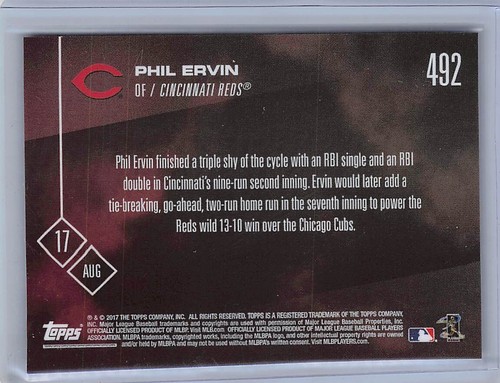 PHIL ERVIN
OF / CINCINNATI REDS®
492
Phil Ervin finished a triple shy of the cycle with an RBI single and an RBI
double in Cincinnati's nine-run second inning. Ervin would later add a
tie-breaking, go-ahead, two-run home run in the seventh inning to power the
Reds wild 13-10 win over the Chicago Cubs.
17
AUG
Topps
® & © 2017 THE TOPPS COMPANY, INC. ALL RIGHTS RESERVED. TOPPS IS A REGISTERED TRADEMARK OF THE TOPPS COMPANY,
INC. Major League Baseball trademarks and copyrights are used with permission of Major League Baseball Properties, Inc.
OFFICIALLY LICENSED PRODUCT OF MLBP. Visit MLB.com. OFFICIALLY LICENSED PRODUCT OF MAJOR LEAGUE BASEBALL PLAYERS
ASSOCIATION, MLBPA trademarks, copyrighted works, including the MLBPA logo, and other intellectual property rights are owned
and/or held by MLBPA and may not be used without MLBPA's written consent. Visit MLBPLAYERS.com.